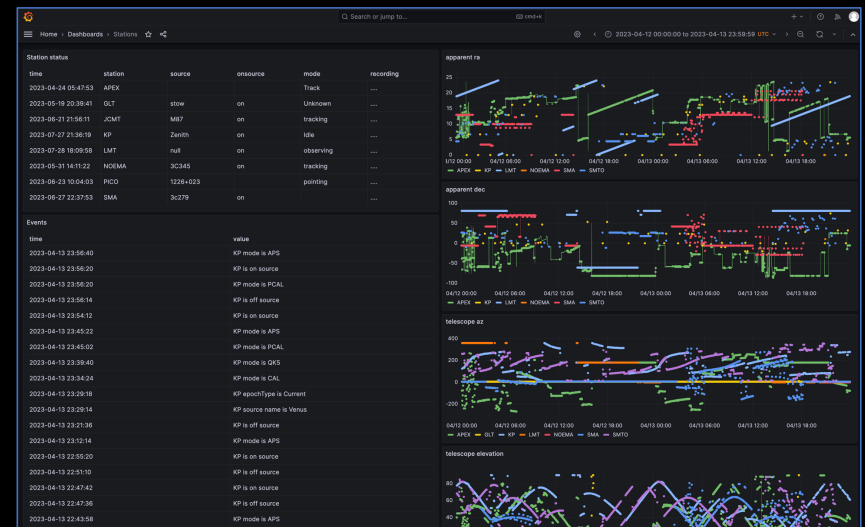 Search or jump to...
cmd+k
Home › Dashboards › Stations
2023-04-12 00:00:00 to 2023-04-13 23:59:59 UTC
Station status
time station source onsource mode recording
2023-04-24 05:47:53 APEX Track ---
2023-05-19 20:39:41 GLT stow on Unknown ---
2023-06-21 21:56:11 JCMT M87 on tracking ---
2023-07-27 21:36:19 KP Zenith on Idle ---
2023-07-28 18:09:58 LMT null on observing ---
2023-05-31 14:11:22 NOEMA 3C345 on tracking ---
2023-06-23 10:04:03 PICO 1226+023 pointing ---
2023-06-27 22:37:53 SMA 3c279 on ---
Events
time value
2023-04-13 23:56:40 KP mode is APS
2023-04-13 23:56:20 KP is on source
2023-04-13 23:56:20 KP mode is PCAL
2023-04-13 23:56:14 KP is off source
2023-04-13 23:54:12 KP is on source
2023-04-13 23:45:22 KP mode is APS
2023-04-13 23:45:02 KP mode is PCAL
2023-04-13 23:39:40 KP mode is QK5
2023-04-13 23:34:24 KP mode is CAL
2023-04-13 23:29:18 KP epochType is Current
2023-04-13 23:29:14 KP source name is Venus
2023-04-13 23:21:36 KP is off source
2023-04-13 23:12:14 KP mode is APS
2023-04-13 22:55:20 KP is on source
2023-04-13 22:51:10 KP is off source
2023-04-13 22:47:42 KP is on source
2023-04-13 22:47:36 KP is off source
2023-04-13 22:43:58 KP mode is APS
apparent ra
25
20
15
10
5
0
1/12 00:00 04/12 06:00 04/12 12:00 04/12 18:00 04/13 00:00 04/13 06:00 04/13 12:00 04/13 18:00
APEX KP LMT NOEMA SMA SMTO
apparent dec
100
50
0
-50
-100
04/12 00:00 04/12 06:00 04/12 12:00 04/12 18:00 04/13 00:00 04/13 06:00 04/13 12:00 04/13 18:00
APEX KP LMT NOEMA SMA SMTO
telescope az
400
200
0
-200
04/12 00:00 04/12 06:00 04/12 12:00 04/12 18:00 04/13 00:00 04/13 06:00 04/13 12:00 04/13 18:00
APEX GLT KP LMT NOEMA SMA SMTO
telescope elevation
80
60
40